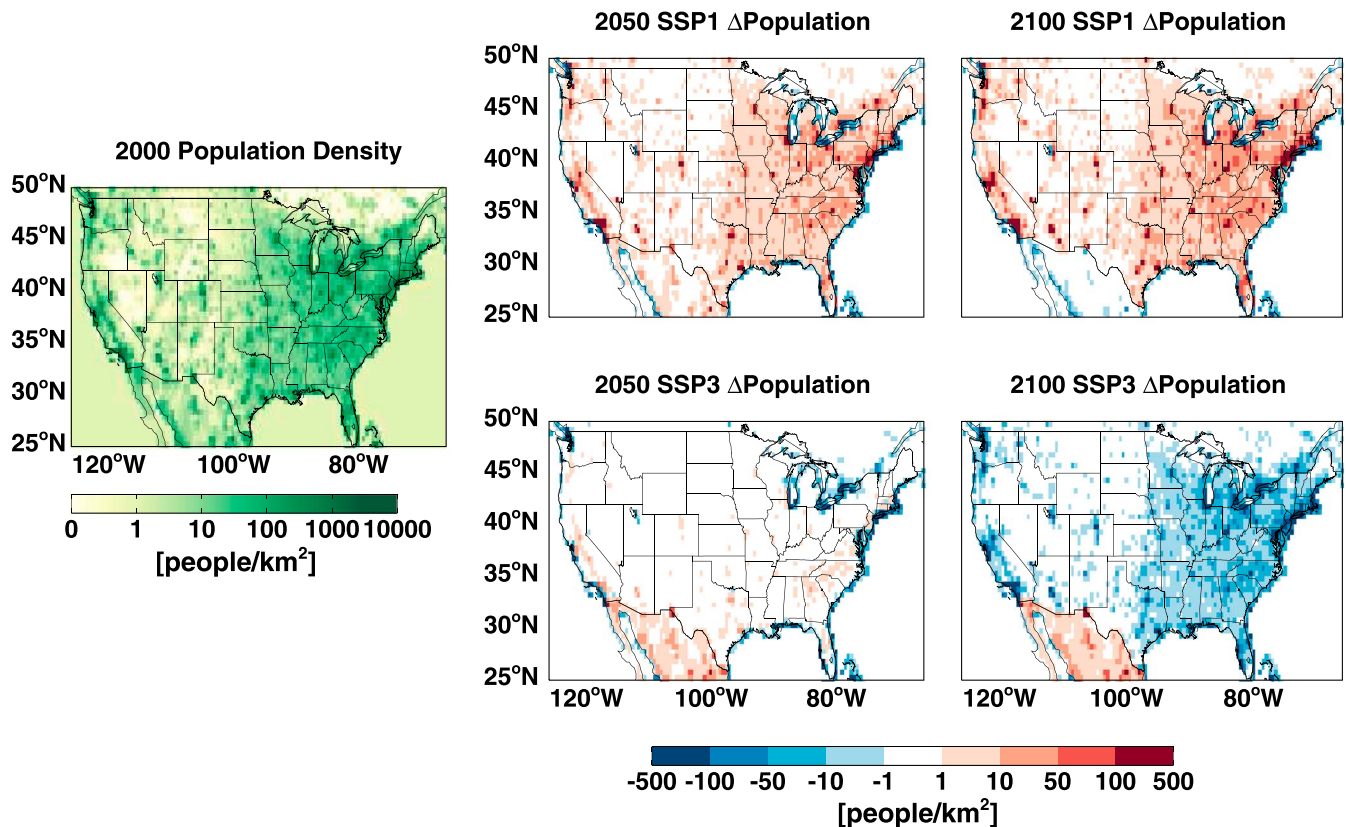 2000 Population Density
50°N
45°N
40°N
35°N
30°N
25°N
120°W 100°W 80°W
0 1 10 100 1000 10000
[people/km²]
2050 SSP1 ΔPopulation
2100 SSP1 ΔPopulation
50°N
45°N
40°N
35°N
30°N
25°N
2050 SSP3 ΔPopulation
2100 SSP3 ΔPopulation
50°N
45°N
40°N
35°N
30°N
25°N
120°W 100°W 80°W
120°W 100°W 80°W
-500 -100 -50 -10 -1 1 10 50 100 500
[people/km²]